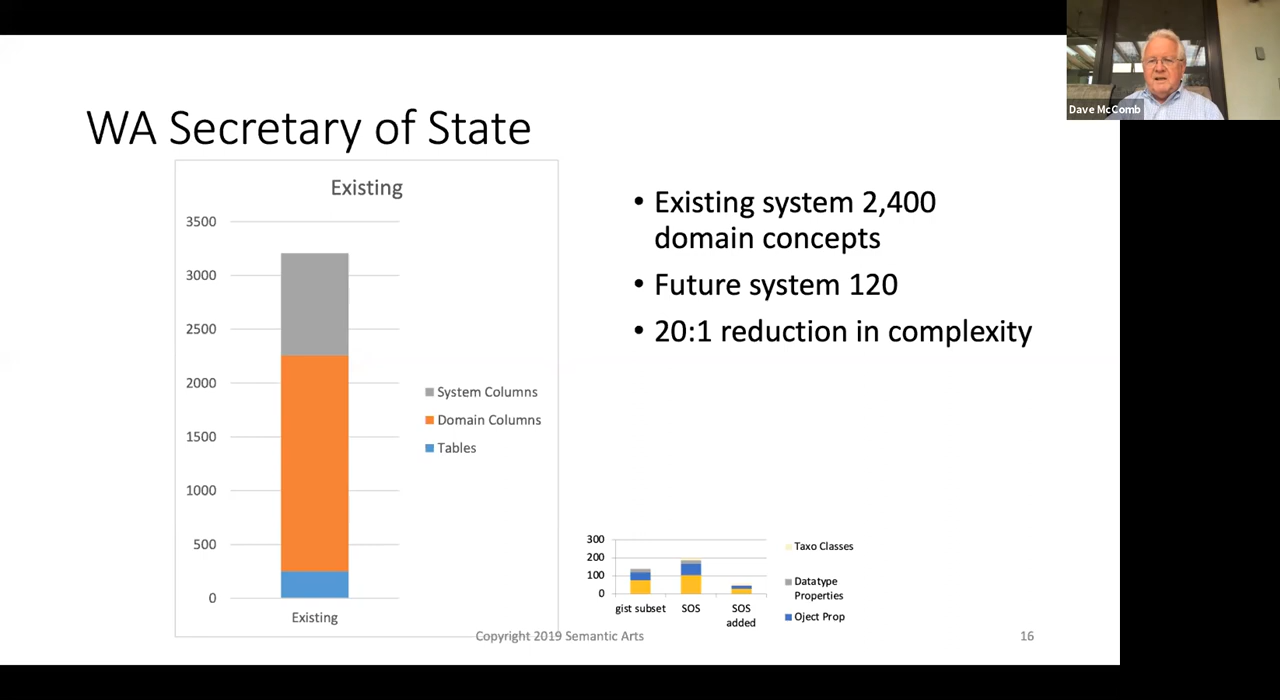 Dave McComb
WA Secretary of State
Existing
3500
3000
2500
2000
1500
1000
500
0
Existing
System Columns
Domain Columns
Tables
• Existing system 2,400
domain concepts
• Future system 120
• 20:1 reduction in complexity
300
200
100
0
gist subset
SOS
SOS
added
Taxo Classes
Datatype
Properties
Oject Prop
Copyright 2019 Semantic Arts
16